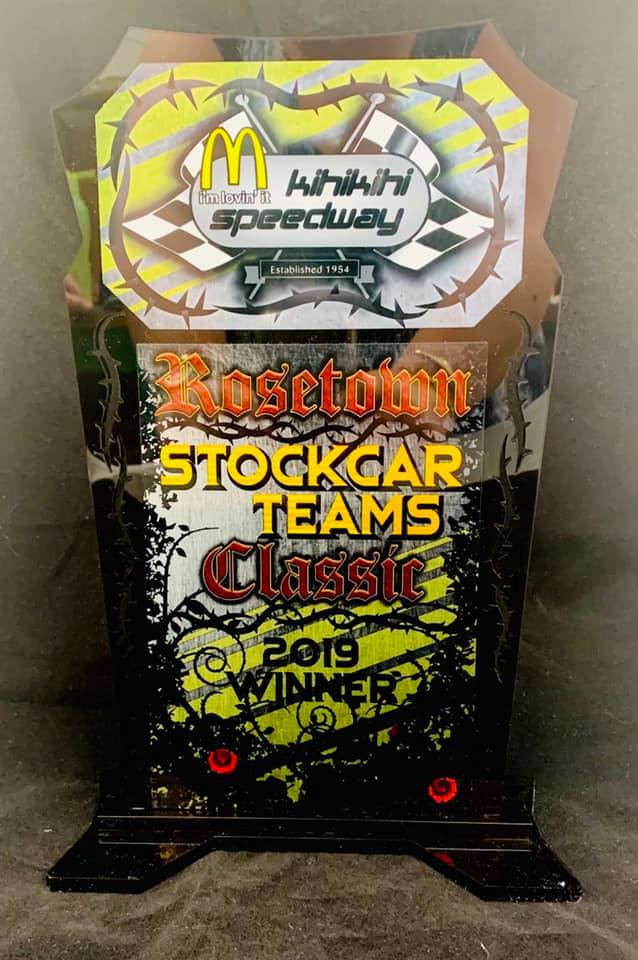 M
i'm lovin' it
kihikihi
speedway
Established 1954
Rosetown
STOCKCAR
TEAMS
Classic
2019
WINNER